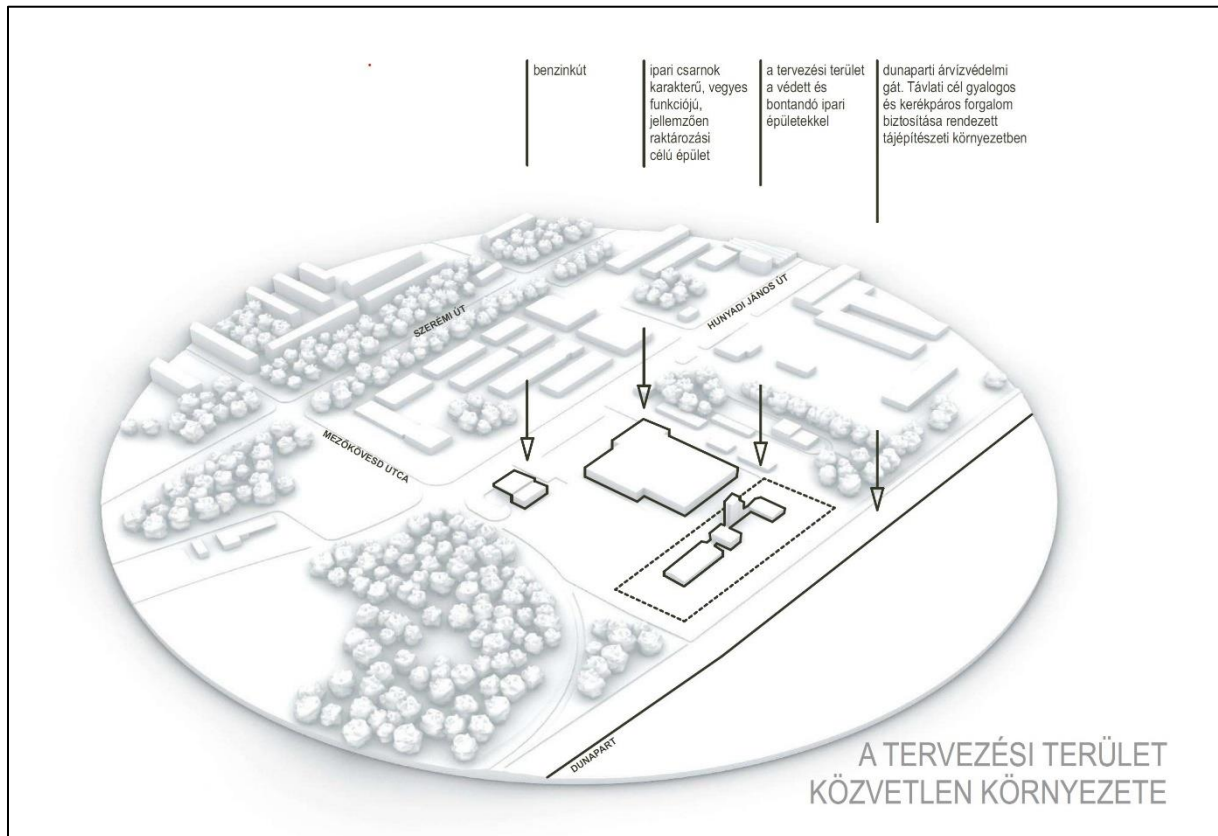 benzinkút
ipari csarnok
karakterű, vegyes
funkciójú,
jellemzően
raktározási
célú épület
a tervezési terület
a védett és
bontandó ipari
épületekkel
dunaparti árvízvédelmi
gát. Távlati cél gyalogos
és kerékpáros forgalom
biztosítása rendezett
tájépítészeti környezetben
SZERÉMI ÚT
HUNYADI JÁNOS ÚT
MEZŐKÖVESD UTCA
DUNAPART
A TERVEZÉSI TERÜLET
KÖZVETLEN KÖRNYEZETE